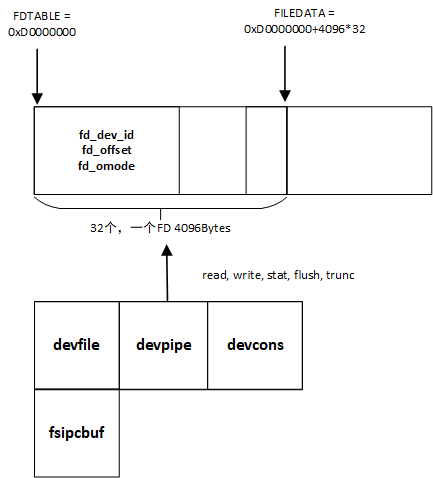 FDTABLE =
0xD0000000
FILEDATA =
0xD0000000+4096*32
fd_dev_id
fd_offset
fd_omode
32个，一个FD 4096Bytes
read, write, stat, flush, trunc
devfile
devpipe
devcons
fsipcbuf